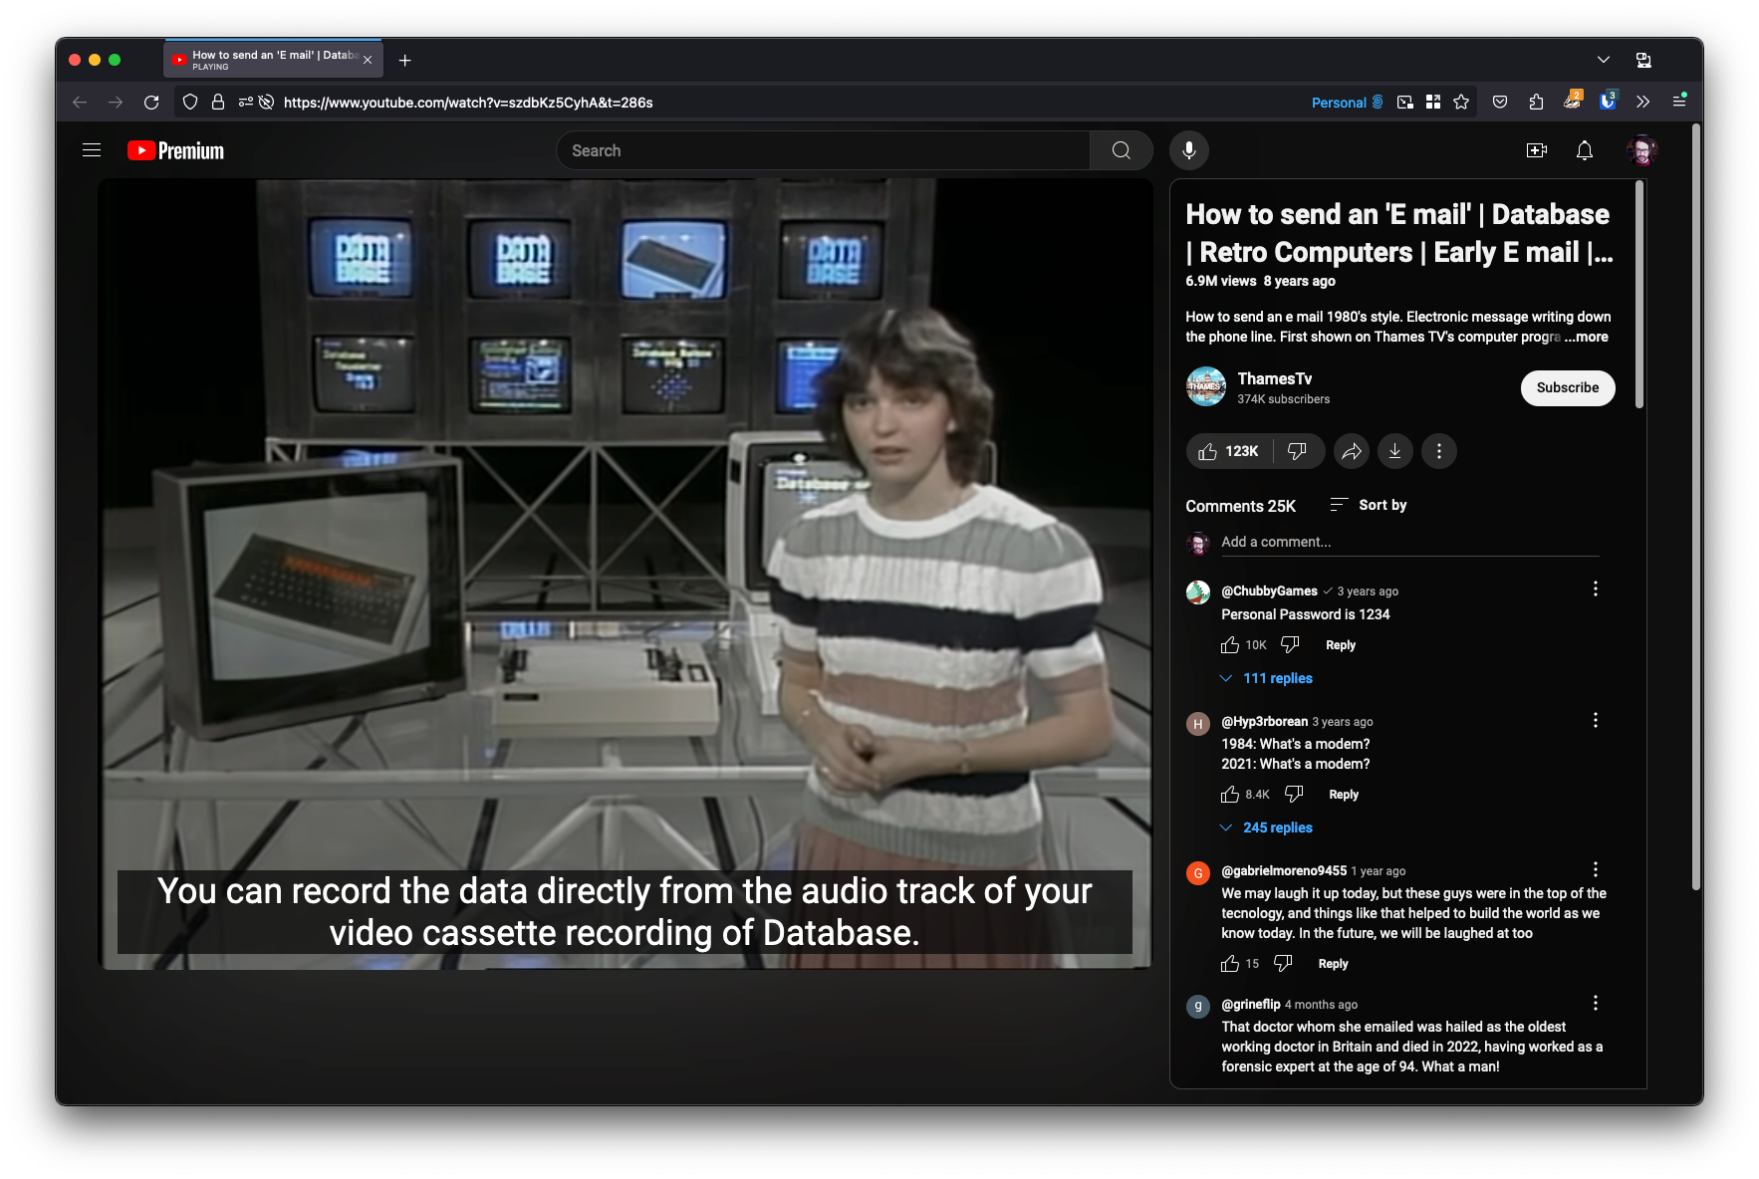 How to send an 'E mail' | Datab
PLAYING
https://www.youtube.com/watch?v=szdbKz5CyhA&t=286s
Personal
2
3
Premium
Search
DATA
BASE
DATA
BASE
DATA
BASE
Database
Database
You can record the data directly from the audio track of your
video cassette recording of Database.
How to send an 'E mail' | Database
| Retro Computers | Early E mail |...
6.9M views 8 years ago
How to send an e mail 1980's style. Electronic message writing down
the phone line. First shown on Thames TV's computer progra ...more
THAMES
ThamesTv
374K subscribers
Subscribe
123K
Comments 25K
Sort by
Add a comment...
@ChubbyGames 3 years ago
Personal Password is 1234
10K
Reply
111 replies
H
@Hyp3rborean 3 years ago
1984: What's a modem?
2021: What's a modem?
8.4K
Reply
245 replies
G
@gabrielmoreno9455 1 year ago
We may laugh it up today, but these guys were in the top of the
tecnology, and things like that helped to build the world as we
know today. In the future, we will be laughed at too
15
Reply
g
@grineflip 4 months ago
That doctor whom she emailed was hailed as the oldest
working doctor in Britain and died in 2022, having worked as a
forensic expert at the age of 94. What a man!